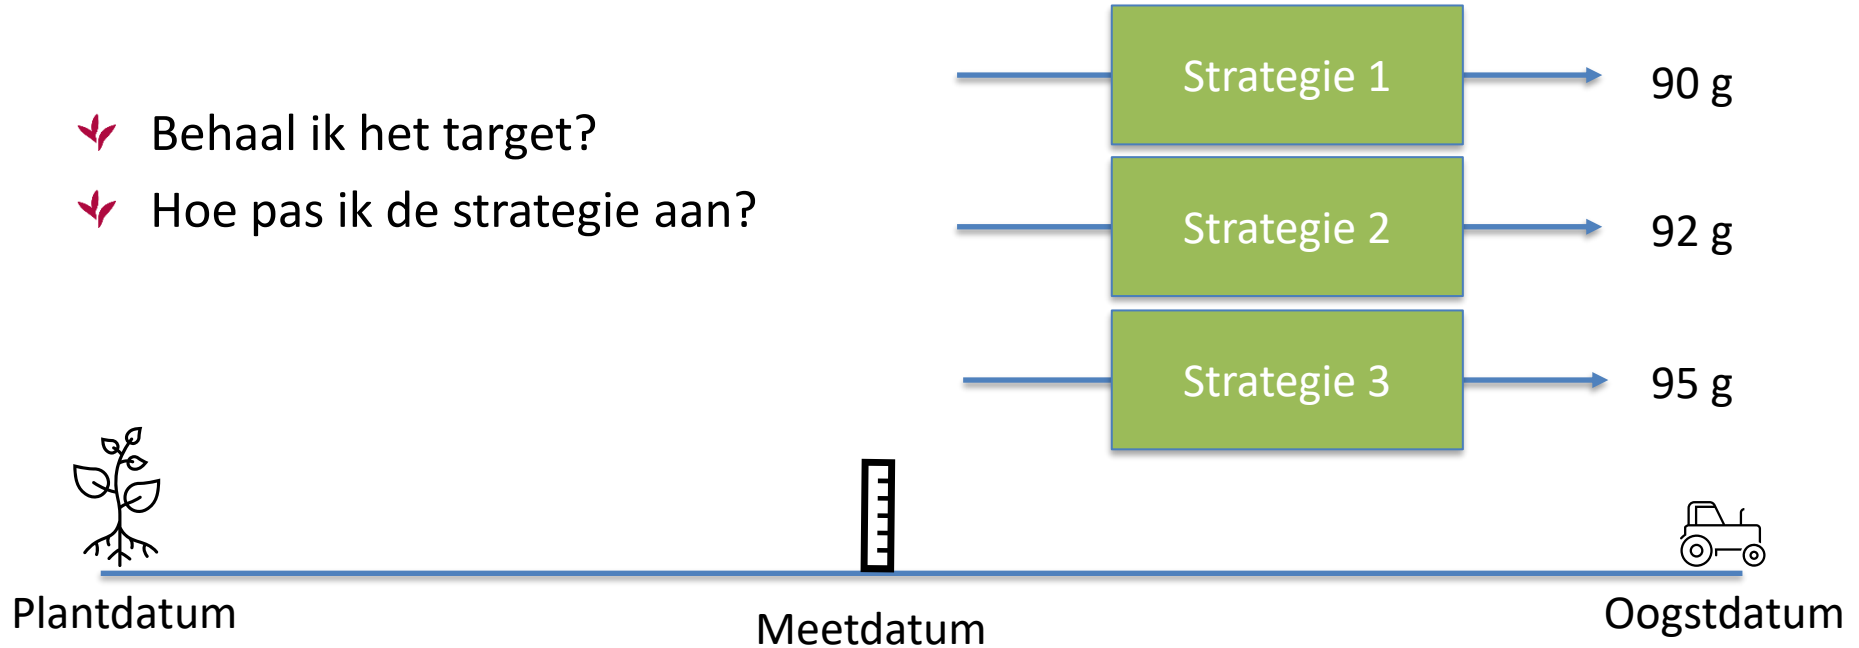 Behaal ik het target?
Hoe pas ik de strategie aan?
Strategie 1
90 g
Strategie 2
92 g
Strategie 3
95 g
Plantdatum
Meetdatum
Oogstdatum